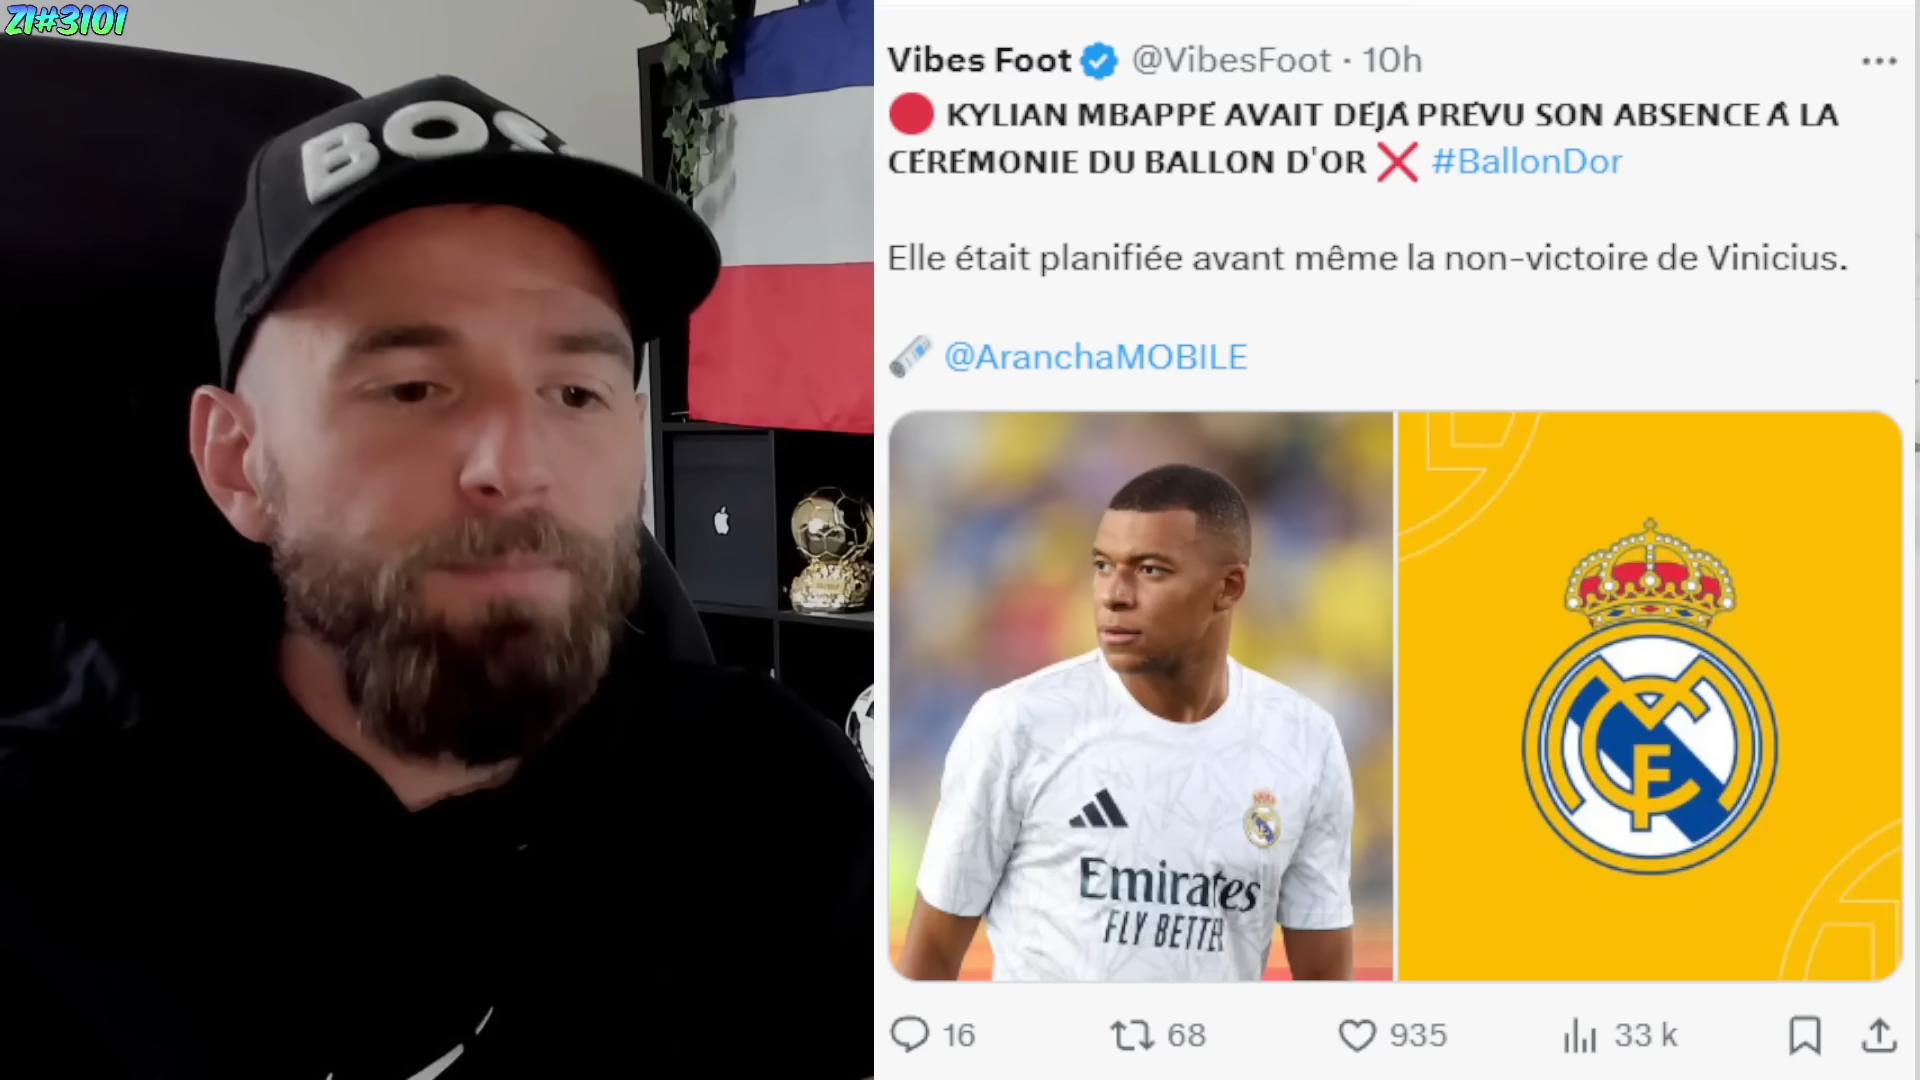 ZI#3101
BOS
Vibes Foot @VibesFoot · 10h
🔴 KYLIAN MBAPPÉ AVAIT DÉJÀ PRÉVU SON ABSENCE À LA
CÉRÉMONIE DU BALLON D'OR ❌ #BallonDor
Elle était planifiée avant même la non-victoire de Vinicius.
🗞️ @AranchaMOBILE
Emirates
FLY BETTER
16 68 935 33 k